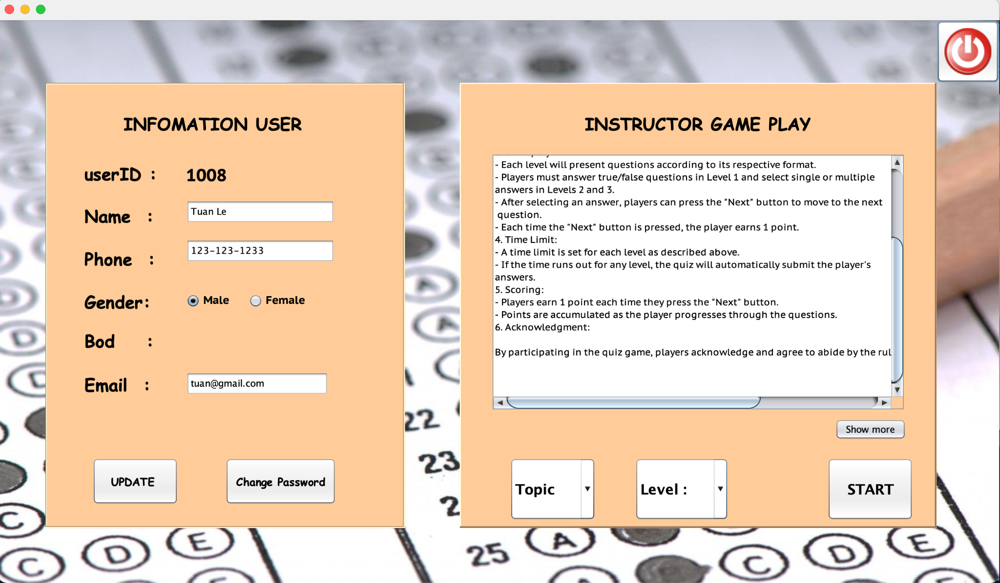 INFOMATION USER
userID :
1008
Name :
Tuan Le
Phone :
123-123-1233
Gender:
Male
Female
Bod :
Email :
tuan@gmail.com
UPDATE
Change Password
INSTRUCTOR GAME PLAY
- Each level will present questions according to its respective format.
- Players must answer true/false questions in Level 1 and select single or multiple
answers in Levels 2 and 3.
- After selecting an answer, players can press the "Next" button to move to the next
question.
- Each time the "Next" button is pressed, the player earns 1 point.
4. Time Limit:
- A time limit is set for each level as described above.
- If the time runs out for any level, the quiz will automatically submit the player's
answers.
5. Scoring:
- Players earn 1 point each time they press the "Next" button.
- Points are accumulated as the player progresses through the questions.
6. Acknowledgment:
By participating in the quiz game, players acknowledge and agree to abide by the rul
Show more
Topic
Level :
START
A
A
D
D
22
23
2
C
D
E
C
25
A
C
D
E